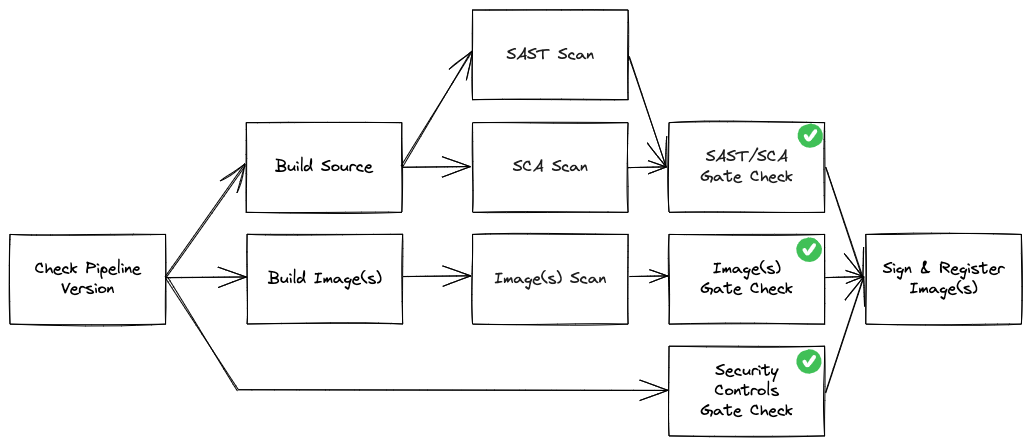 SAST Scan
Build Source
SCA Scan
SAST/SCA
Gate Check
Check Pipeline
Version
Build Image(s)
Image(s) Scan
Image(s)
Gate Check
Sign & Register
Image(s)
Security
Controls
Gate Check